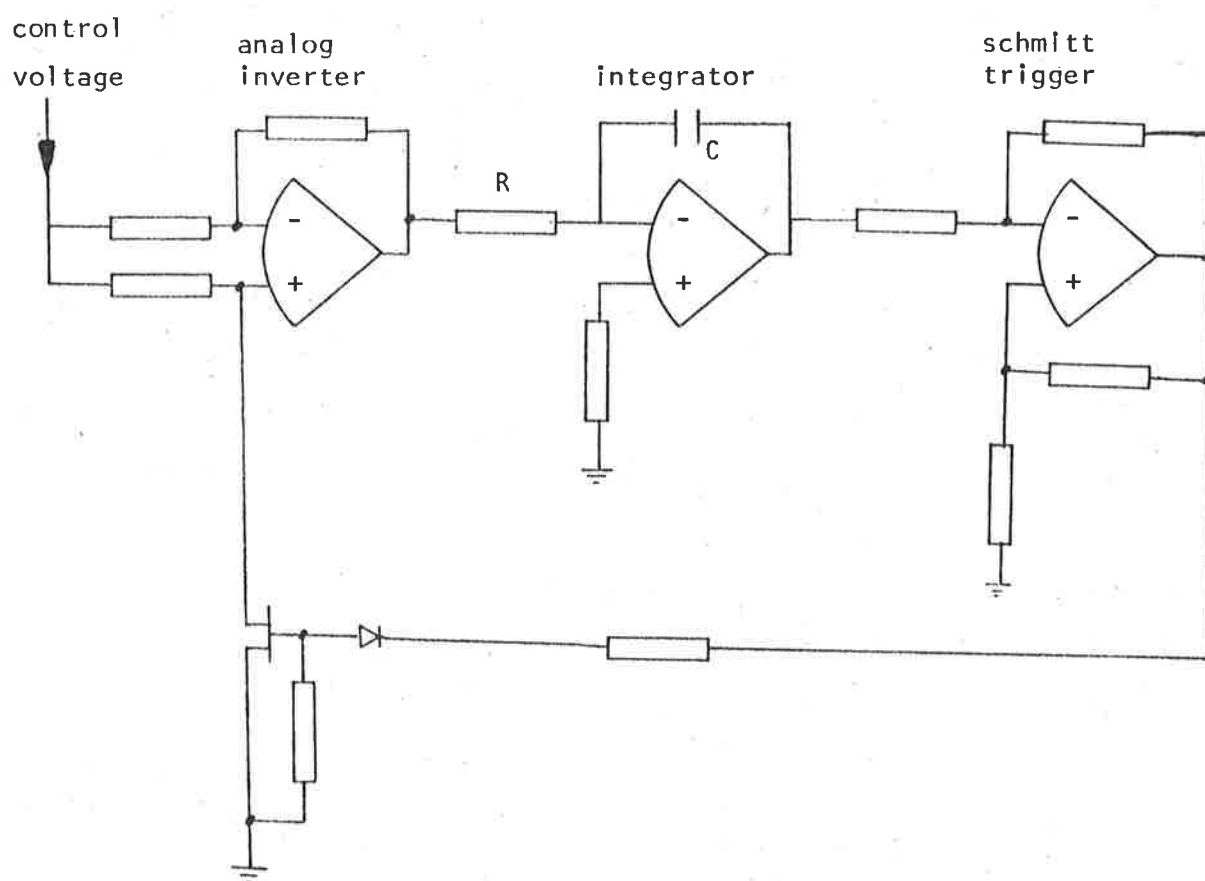 control
voltage
analog
inverter
integrator
schmitt
trigger
C
R
-
+
-
+
-
+